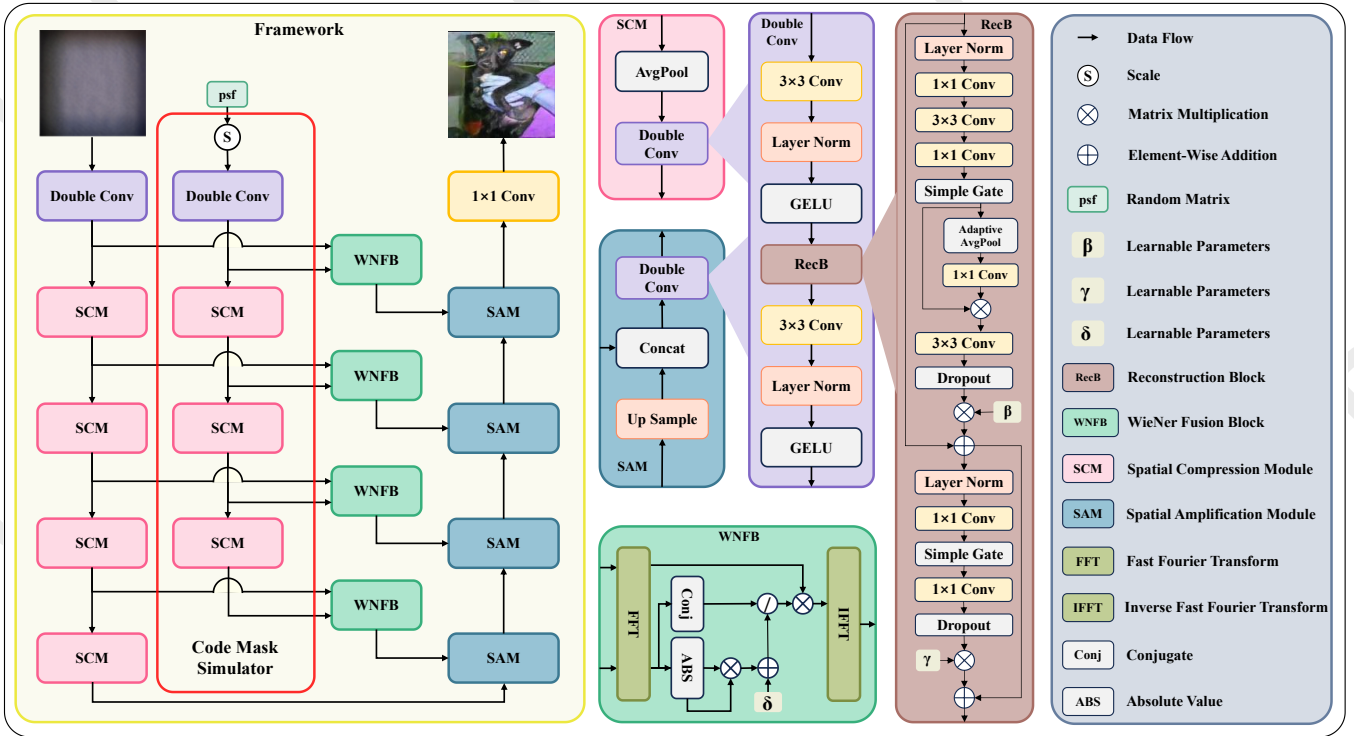 Framework
psf
S
Double Conv
Double Conv
1×1 Conv
WNFB
SCM
SCM
SAM
WNFB
SCM
SCM
SAM
WNFB
SCM
SCM
SAM
WNFB
SCM
Code Mask
Simulator
SAM
SCM
AvgPool
Double
Conv
Double
Conv
Concat
Up Sample
SAM
Double
Conv
3×3 Conv
Layer Norm
GELU
RecB
3×3 Conv
Layer Norm
GELU
WNFB
FFT
Conj
ABS
/
δ
IFFT
RecB
Layer Norm
1×1 Conv
3×3 Conv
1×1 Conv
Simple Gate
Adaptive
AvgPool
1×1 Conv
3×3 Conv
Dropout
β
Layer Norm
1×1 Conv
Simple Gate
1×1 Conv
Dropout
γ
Data Flow
S Scale
Matrix Multiplication
Element-Wise Addition
psf Random Matrix
β Learnable Parameters
γ Learnable Parameters
δ Learnable Parameters
RecB Reconstruction Block
WNFB WieNer Fusion Block
SCM Spatial Compression Module
SAM Spatial Amplification Module
FFT Fast Fourier Transform
IFFT Inverse Fast Fourier Transform
Conj Conjugate
ABS Absolute Value